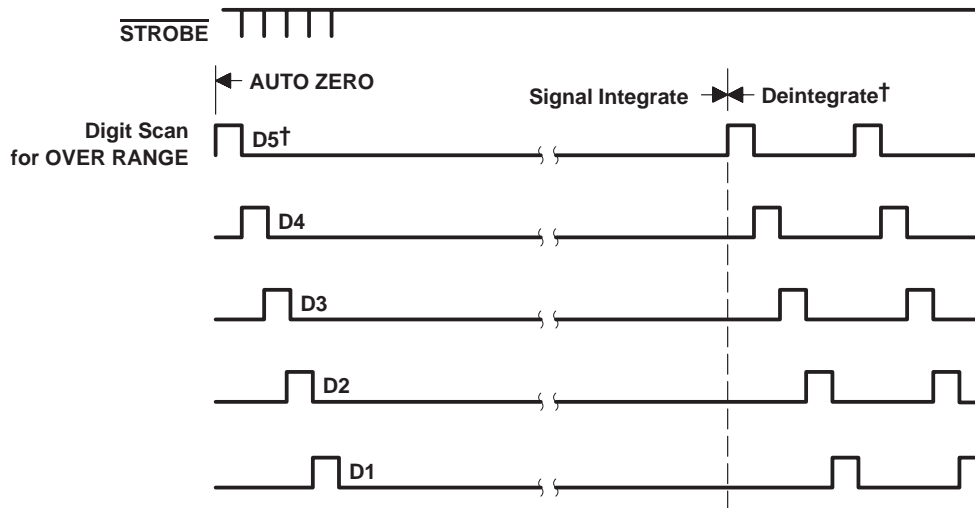 STROBE
AUTO ZERO
Signal Integrate
Deintegrate†
Digit Scan
for OVER RANGE
D5†
D4
D3
D2
D1